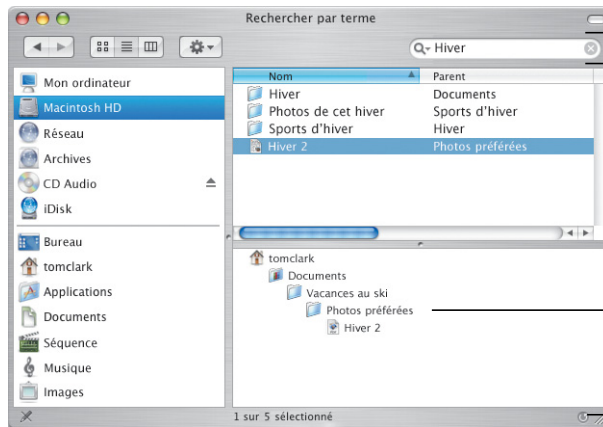 Rechercher par terme
Hiver
Mon ordinateur
Macintosh HD
Réseau
Archives
CD Audio
iDisk
Bureau
tomclark
Applications
Documents
Séquence
Musique
Images
Nom Parent
Hiver Documents
Photos de cet hiver Sports d'hiver
Sports d'hiver Hiver
Hiver 2 Photos préférées
tomclark
Documents
Vacances au ski
Photos préférées
Hiver 2
1 sur 5 sélectionné